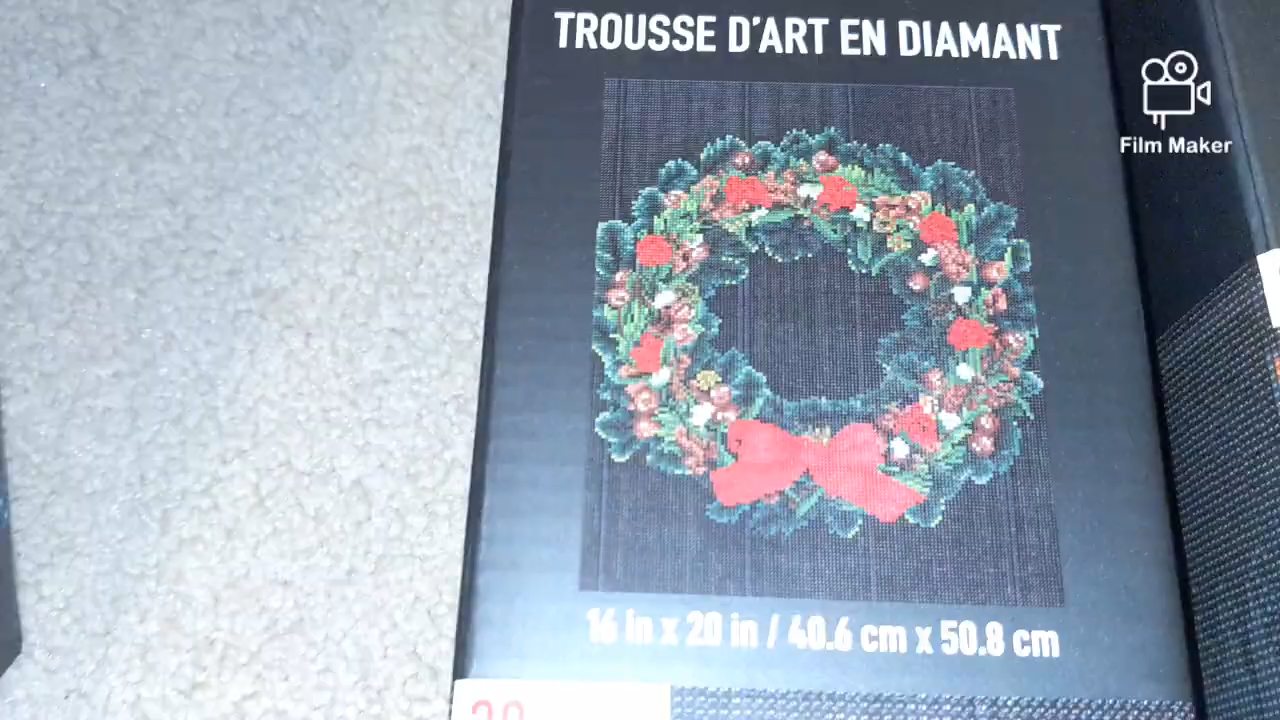 TROUSSE D'ART EN DIAMANT
Film Maker
16 in x 20 in / 40.6 cm x 50.8 cm